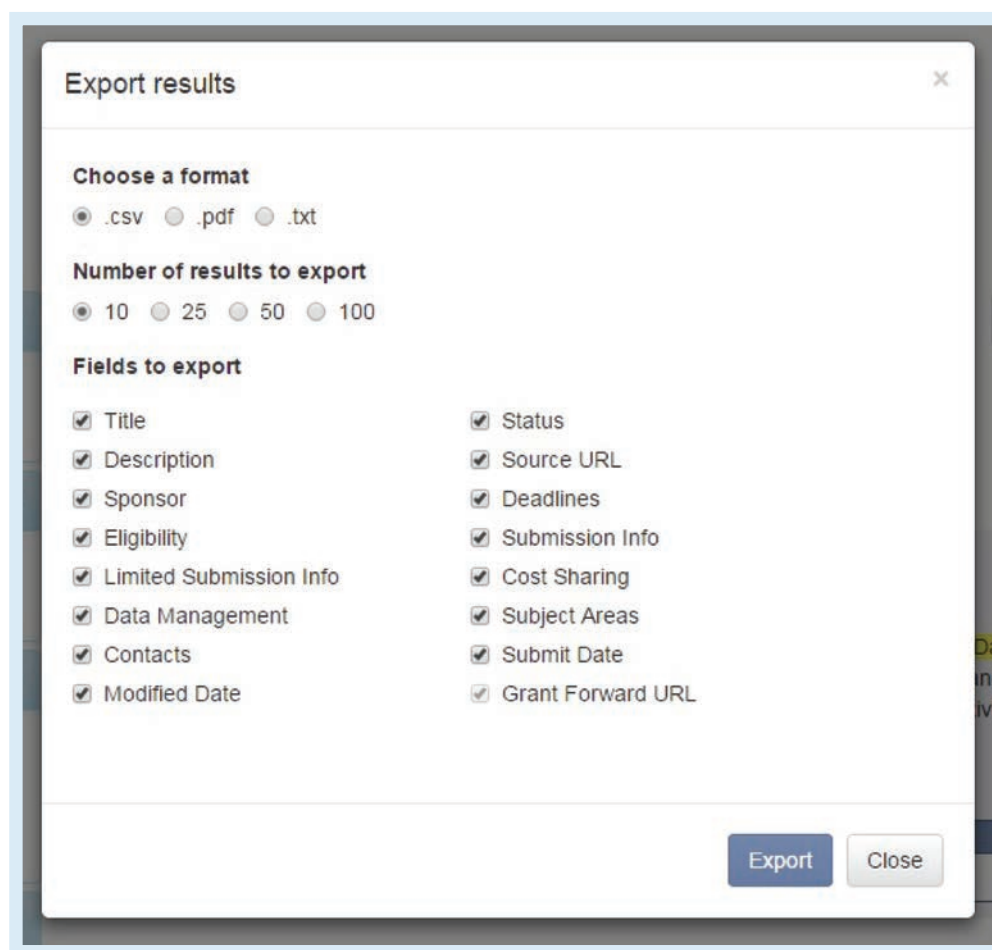 Export results ×
Choose a format
.csv .pdf .txt
Number of results to export
10 25 50 100
Fields to export
Title Status
Description Source URL
Sponsor Deadlines
Eligibility Submission Info
Limited Submission Info Cost Sharing
Data Management Subject Areas
Contacts Submit Date
Modified Date Grant Forward URL
Export Close